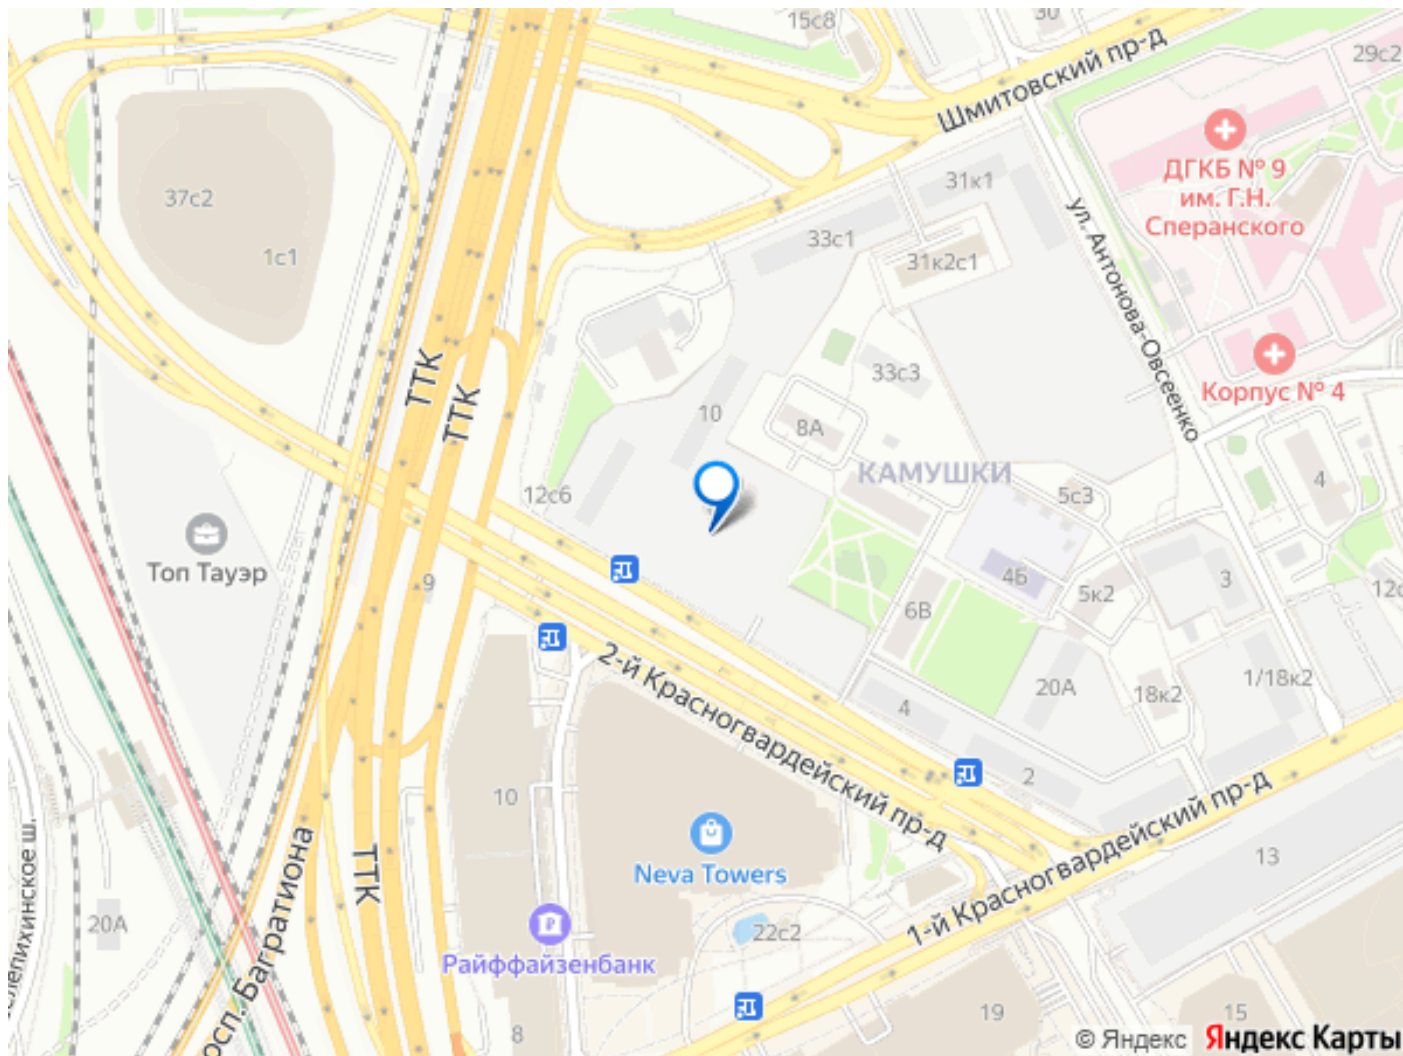 15с8
30
29с2
Шмитовский пр-д
ДГКБ № 9
им. Г.Н.
Сперанского
31к1
37с2
ул. Антонова-Овсеенко
33с1
1с1
31к2с1
Корпус № 4
ТТК
ТТК
33с3
10
8А
КАМУШКИ
12с6
5с3
4
Топ Тауэр
9
4Б
3
5к2
6В
12с
2-й Красногвардейский пр-д
20А
18к2
1/18к2
4
2
10
1-й Красногвардейский пр-д
Neva Towers
ТТК
13
елепихинское ш.
осп. Багратиона
20А
22с2
Райффайзенбанк
8
19
15
© Яндекс Яндекс Карты